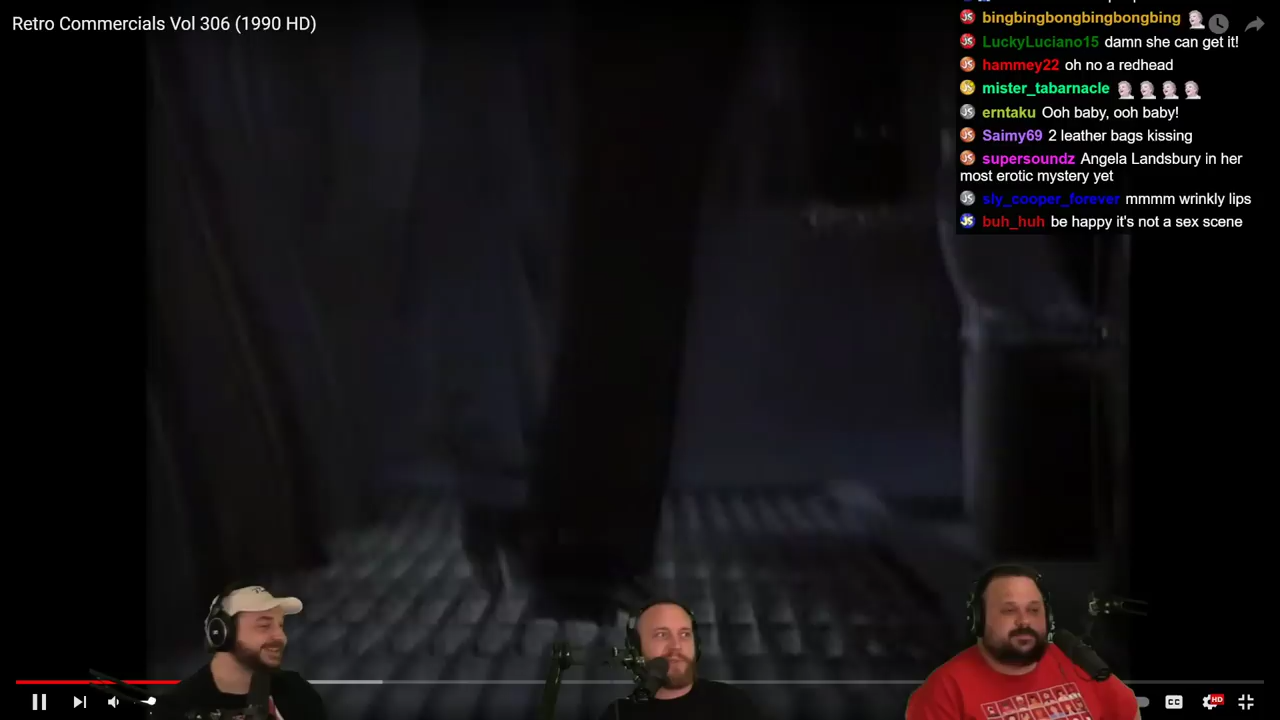 Retro Commercials Vol 306 (1990 HD)
bingbingbongbingbongbing
LuckyLuciano15 damn she can get it!
hammey22 oh no a redhead
mister_tabarnacle
erntaku Ooh baby, ooh baby!
Saimy69 2 leather bags kissing
supersoundz Angela Landsbury in her
most erotic mystery yet
sly_cooper_forever mmmm wrinkly lips
buh_huh be happy it's not a sex scene
CC
HD